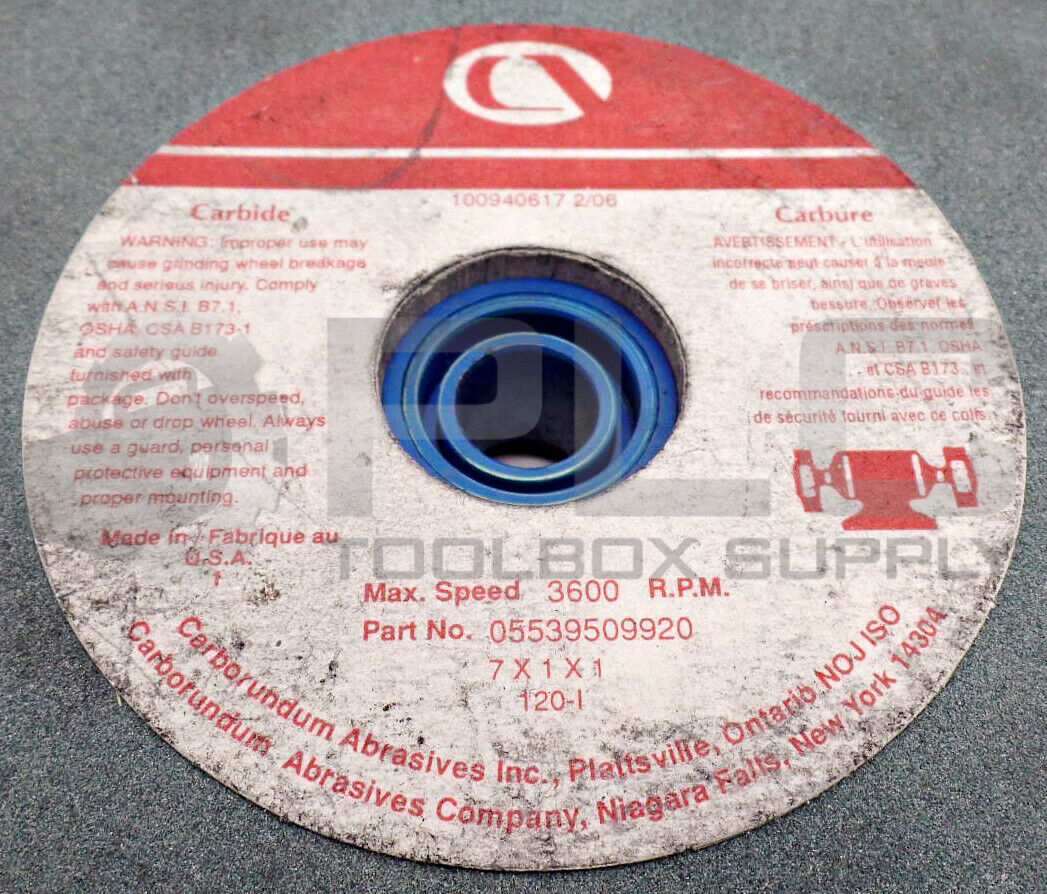 100940617 2/06
Carbide
WARNING: Improper use may
cause grinding wheel breakage
and serious injury. Comply
with A.N.S.I. B7.1,
OSHA, CSA B173-1
and safety guide
furnished with
package. Don't overspeed,
abuse or drop wheel. Always
use a guard, personal
protective equipment and
proper mounting.
Made in / Fabrique au
U.S.A.
1
Carbure
AVERTISSEMENT - L'utilisation
incorrecte peut causer à la meule
de se briser, ainsi que de graves
bessure. Observer les
prescriptions des normes
A.N.S.I. B7.1, OSHA
et CSA B173 et
recommandations du guide les
de sécurité fourni avec ce colis.
PLC
TOOLBOX SUPPLY
Max. Speed 3600 R.P.M.
Part No. 05539509920
7 X 1 X 1
120-I
Carborundum Abrasives Inc., Plattsville, Ontario NOJ ISO
Carborundum Abrasives Company, Niagara Falls, New York 14304